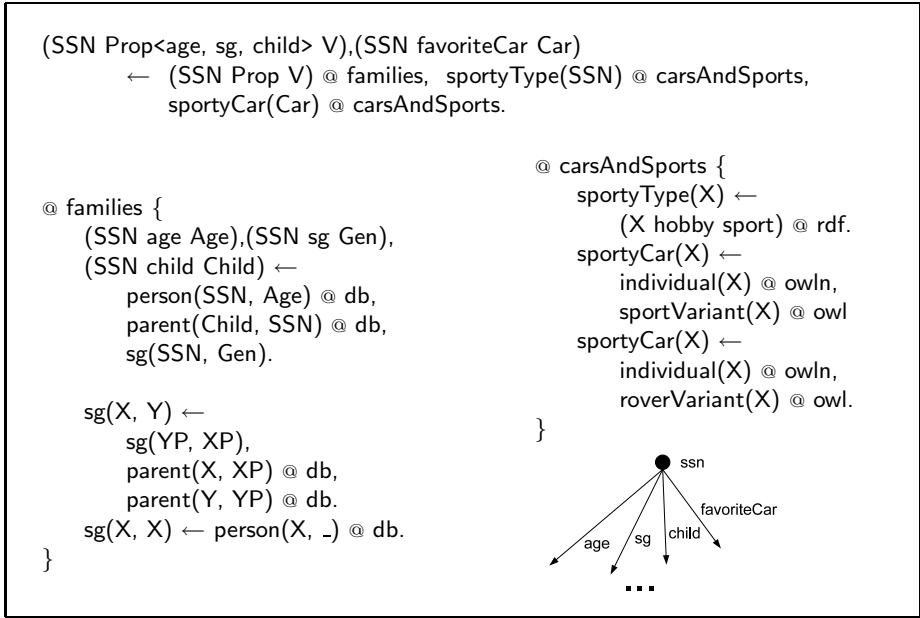 (SSN Prop<age, sg, child> V),(SSN favoriteCar Car)
← (SSN Prop V) @ families, sportyType(SSN) @ carsAndSports,
sportyCar(Car) @ carsAndSports.
@ families {
(SSN age Age),(SSN sg Gen),
(SSN child Child) ←
person(SSN, Age) @ db,
parent(Child, SSN) @ db,
sg(SSN, Gen).
sg(X, Y) ←
sg(YP, XP),
parent(X, XP) @ db,
parent(Y, YP) @ db.
sg(X, X) ← person(X, _) @ db.
}
@ carsAndSports {
sportyType(X) ←
(X hobby sport) @ rdf.
sportyCar(X) ←
individual(X) @ owln,
sportVariant(X) @ owl
sportyCar(X) ←
individual(X) @ owln,
roverVariant(X) @ owl.
}
ssn
age sg child favoriteCar
...